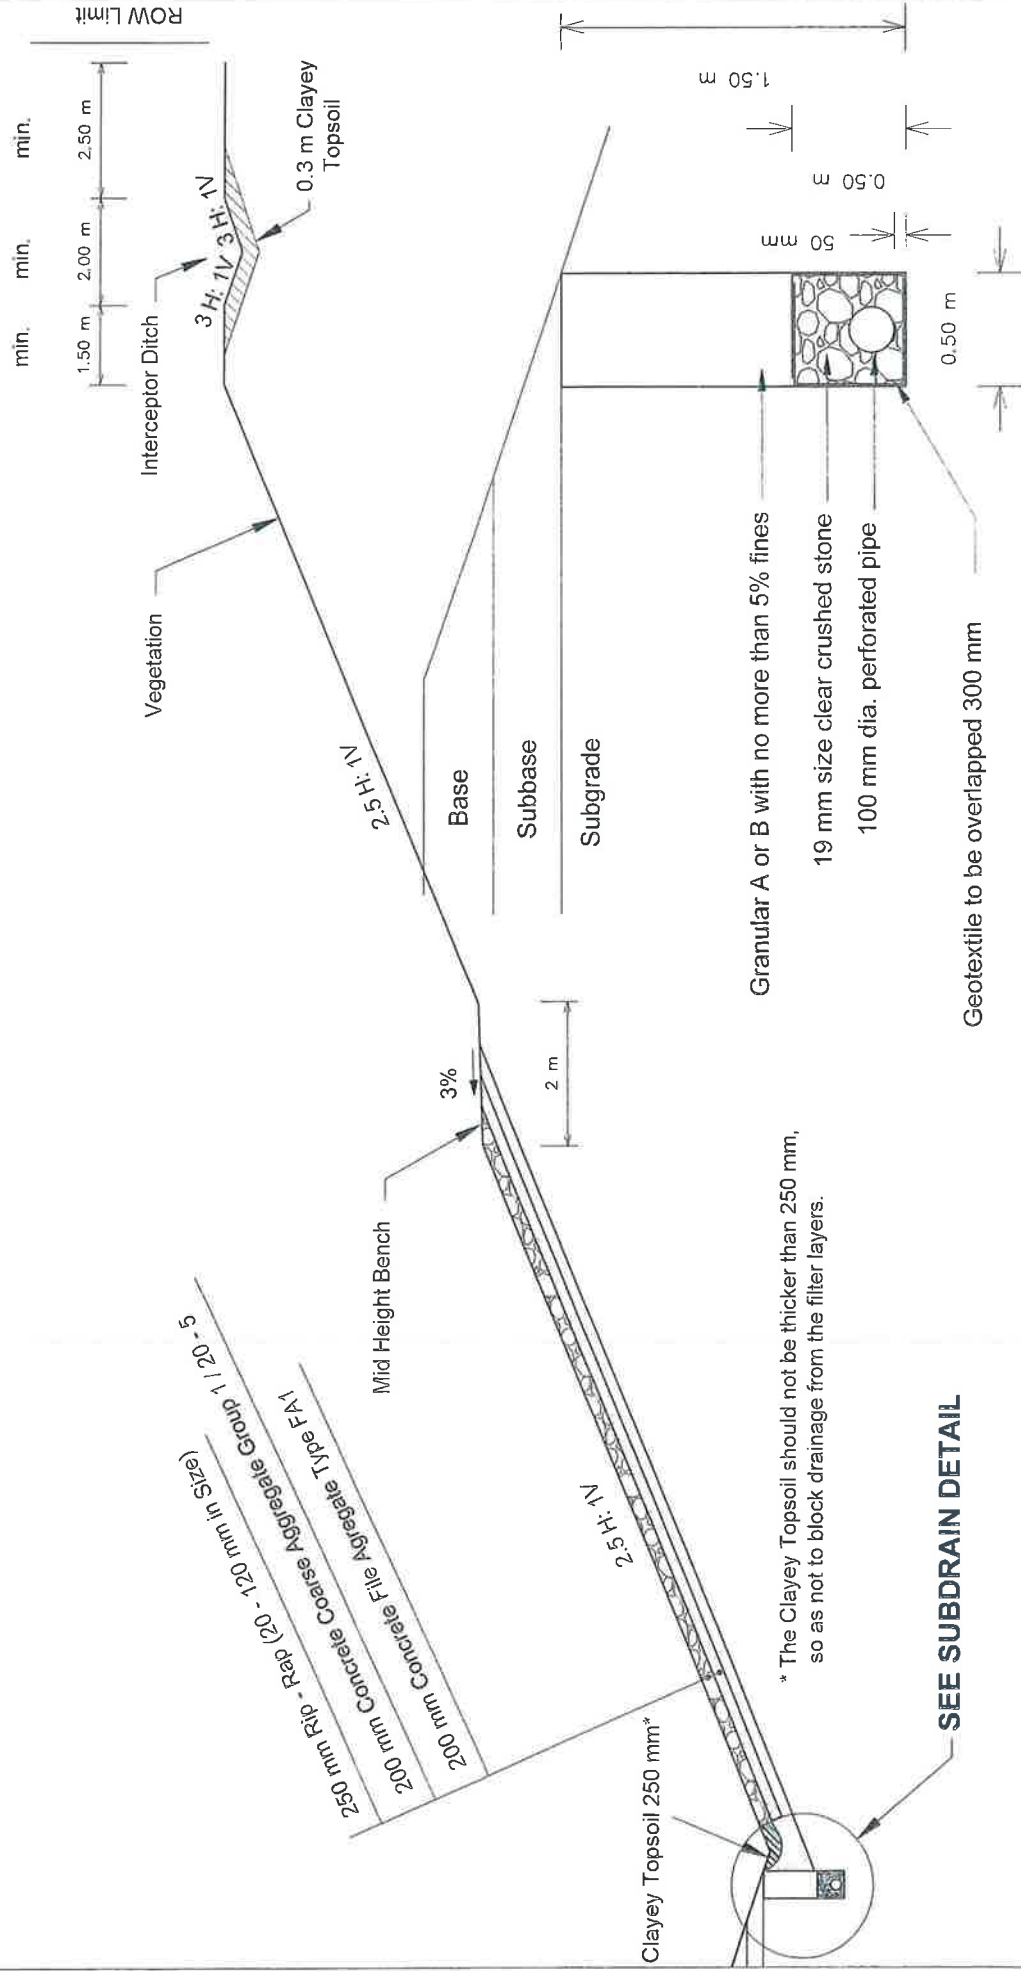 ROW Limit
min.
min.
min.
1.50 m
2.00 m
2.50 m
3 H: 1V
3 H: 1V
Interceptor Ditch
0.3 m Clayey
Topsoil
Vegetation
2.5 H: 1V
3%
2 m
Mid Height Bench
250 mm Rip - Rap (20 - 120 mm in Size)
200 mm Concrete Coarse Aggregate Group 1 / 20 - 5
200 mm Concrete File Agregate Type FA1
2.5 H: 1V
Clayey Topsoil 250 mm*
* The Clayey Topsoil should not be thicker than 250 mm,
so as not to block drainage from the filter layers.
SEE SUBDRAIN DETAIL
Base
Subbase
Subgrade
1.50 m
0.50 m
50 mm
0.50 m
Granular A or B with no more than 5% fines
19 mm size clear crushed stone
100 mm dia. perforated pipe
Geotextile to be overlapped 300 mm